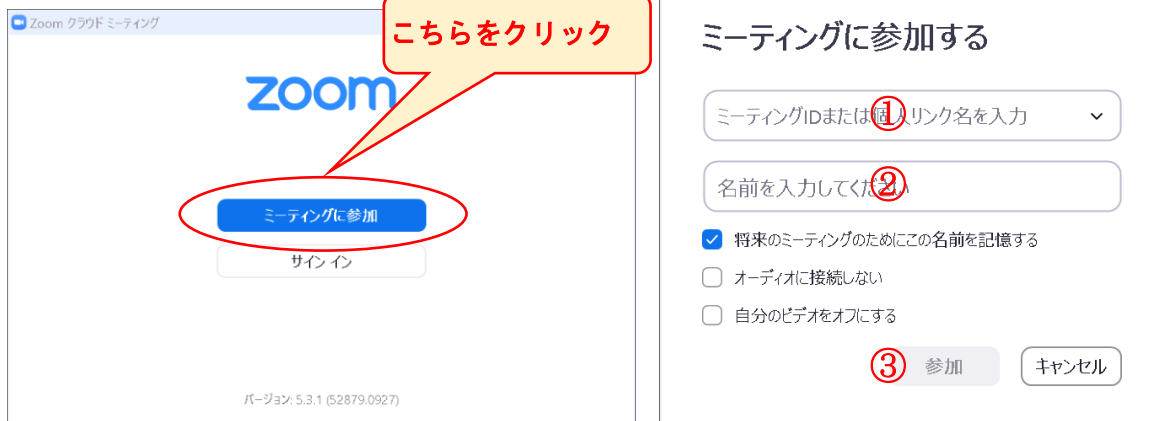 Zoom クラウド ミーティング
こちらをクリック
zoom
ミーティングに参加
サイン イン
バージョン: 5.3.1 (52879.0927)
ミーティングに参加する
ミーティングIDまたは個人リンク名を入力
①
名前を入力してください
②
将来のミーティングのためにこの名前を記憶する
オーディオに接続しない
自分のビデオをオフにする
③ 参加
キャンセル